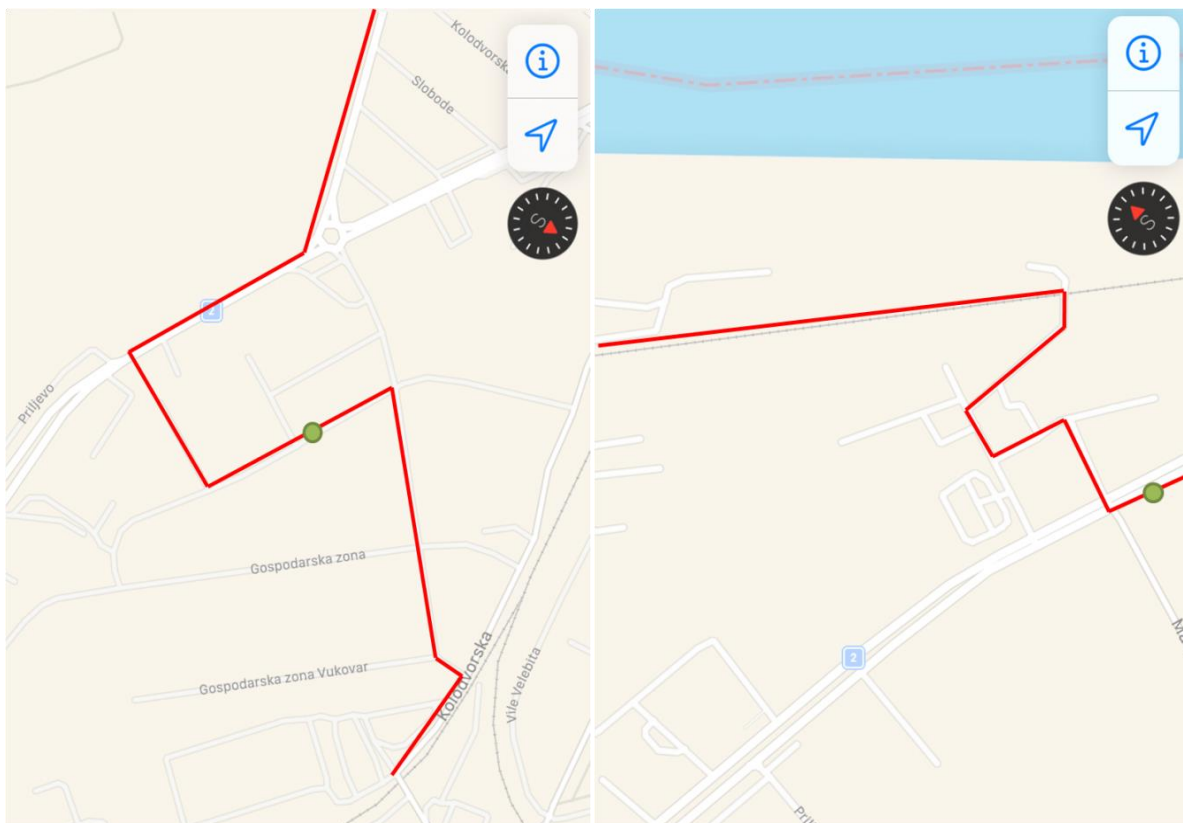 Kolodvorska
Slobode
S
2
Priljevo
Gospodarska zona
Gospodarska zona Vukovar
Kolodvorska
Vile Velebita
S
2